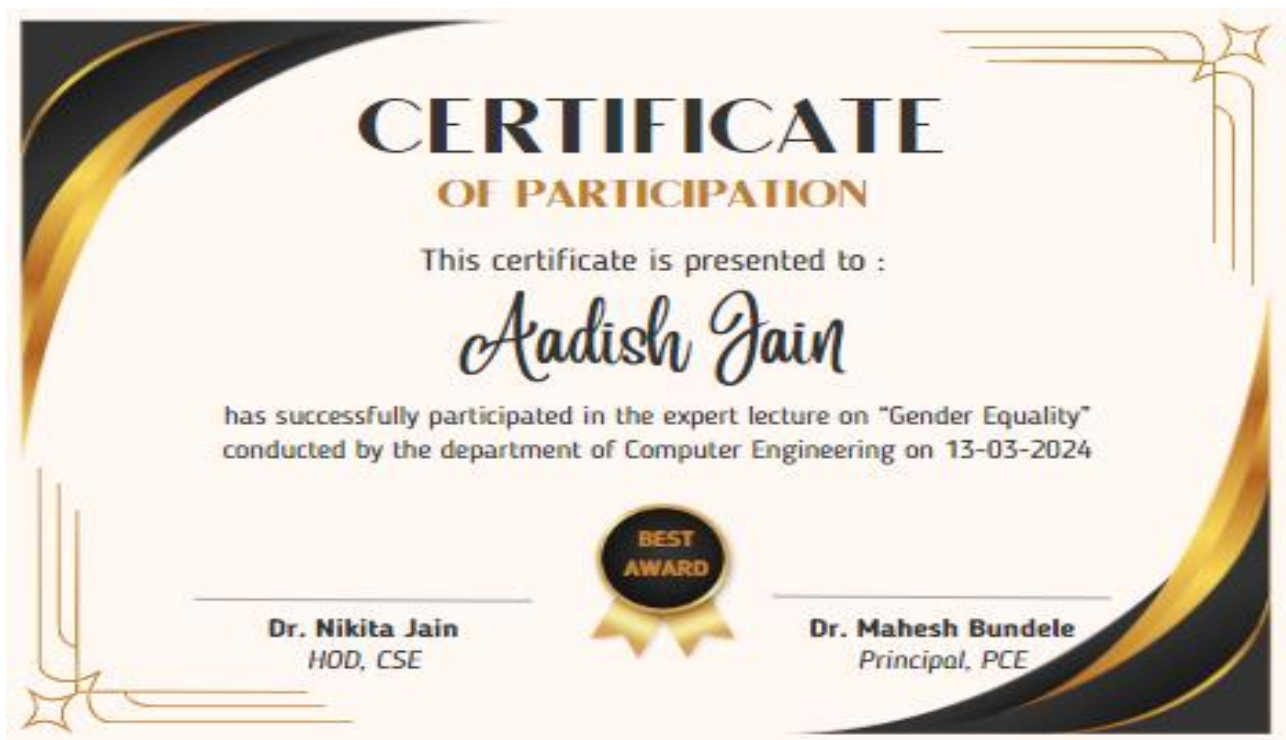 CERTIFICATE
OF PARTICIPATION
This certificate is presented to :
Aadish Jain
has successfully participated in the expert lecture on "Gender Equality"
conducted by the department of Computer Engineering on 13-03-2024
BEST
AWARD
Dr. Nikita Jain
HOD, CSE
Dr. Mahesh Bundele
Principal, PCE